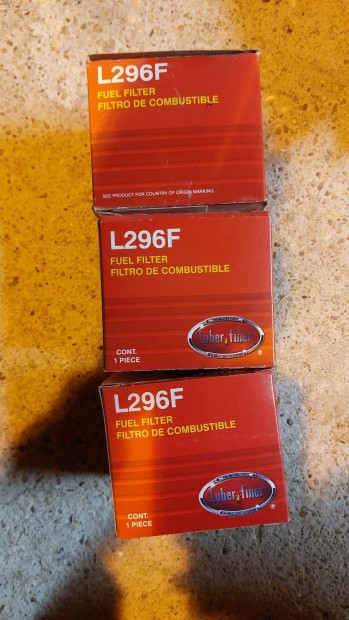 L296F
FUEL FILTER
FILTRO DE COMBUSTIBLE
SEE PRODUCT FOR COUNTRY OF ORIGIN MARKING.
L296F
FUEL FILTER
FILTRO DE COMBUSTIBLE
Luber-finer
®
CONT.
1 PIECE
L296F
FUEL FILTER
FILTRO DE COMBUSTIBLE
Luber-finer
®
CONT.
1 PIECE